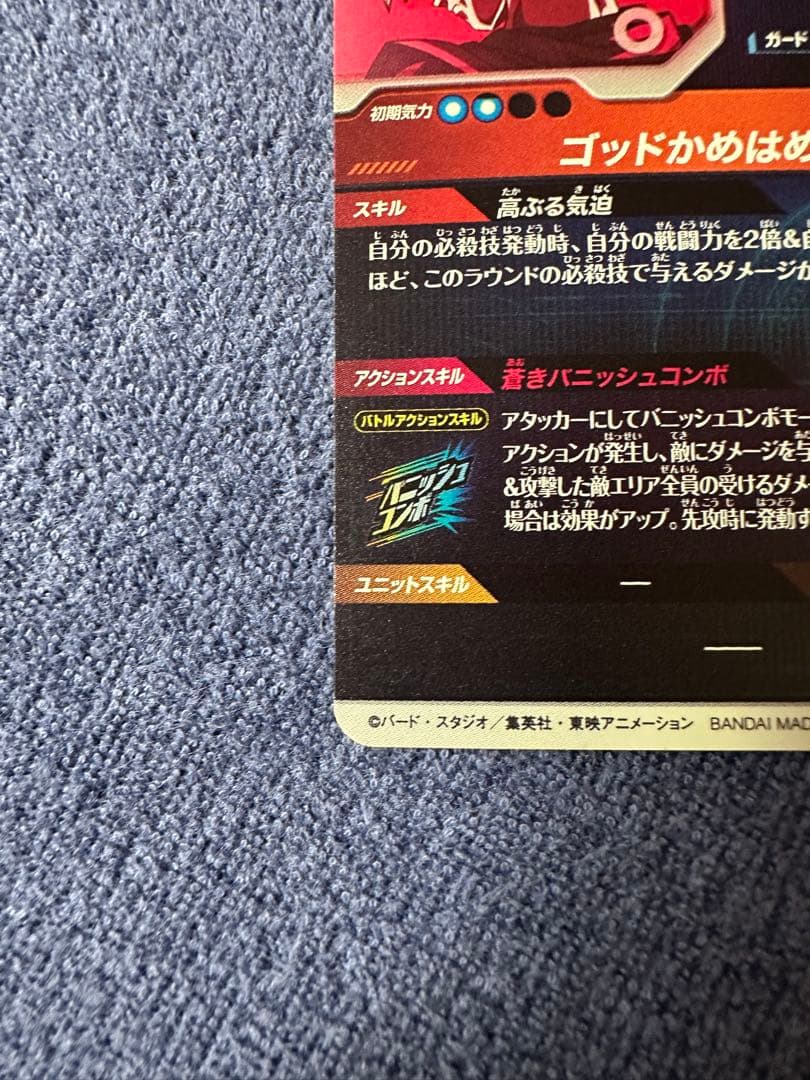 ガード
初期気力
ゴッドかめはめ
スキル 高ぶる気迫
自分の必殺技発動時、自分の戦闘力を2倍&
ほど、このラウンドの必殺技で与えるダメージが
アクションスキル 蒼きバニッシュコンボ
バトルアクションスキル アタッカーにしてバニッシュコンボモー
アクションが発生し、敵にダメージを与
バニッシュ &攻撃した敵エリア全員の受けるダメー
コンボ 場合は効果がアップ。先攻時に発動す
ユニットスキル ー
ー
©バード・スタジオ/集英社・東映アニメーション BANDAI MAD